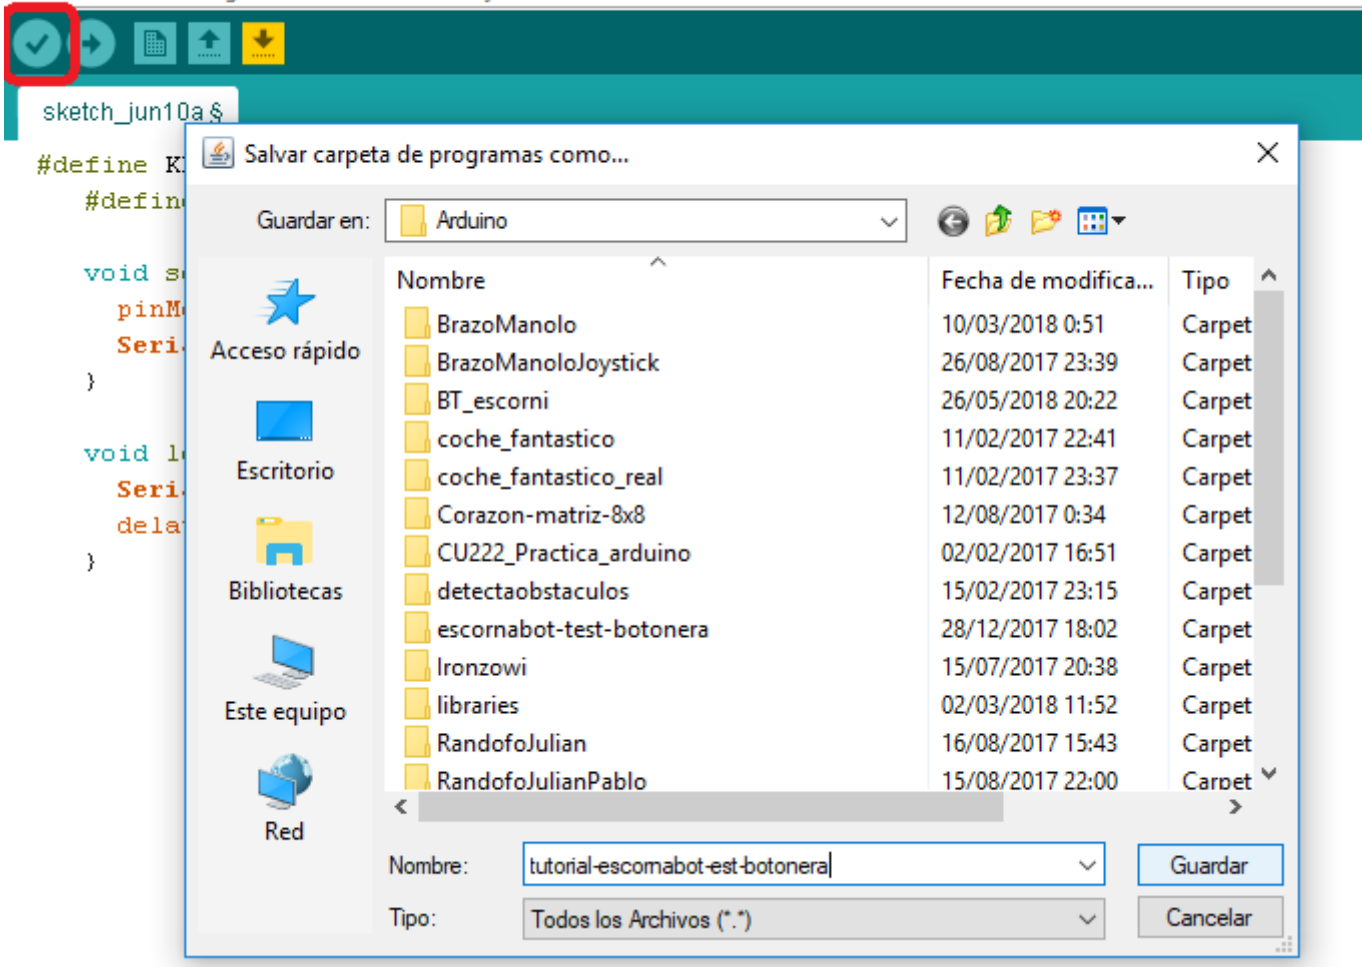 sketch_jun10a §
#define
#define
void
}
void
}
Salvar carpeta de programas como...
Guardar en:
Arduino
Acceso rápido
Escritorio
Bibliotecas
Este equipo
Red
Nombre Fecha de modifica... Tipo
BrazoManolo 10/03/2018 0:51 Carpet
BrazoManoloJoystick 26/08/2017 23:39 Carpet
BT_escorni 26/05/2018 20:22 Carpet
coche_fantastico 11/02/2017 22:41 Carpet
coche_fantastico_real 11/02/2017 23:37 Carpet
Corazon-matriz-8x8 12/08/2017 0:34 Carpet
CU222_Practica_arduino 02/02/2017 16:51 Carpet
detectaobstaculos 15/02/2017 23:15 Carpet
escornabot-test-botonera 28/12/2017 18:02 Carpet
Ironzowi 15/07/2017 20:38 Carpet
libraries 02/03/2018 11:52 Carpet
RandofoJulian 16/08/2017 15:43 Carpet
RandofoJulianPablo 15/08/2017 22:00 Carpet
Nombre: tutorial-escornabot-est-botonera Guardar
Tipo: Todos los Archivos (*.*) Cancelar